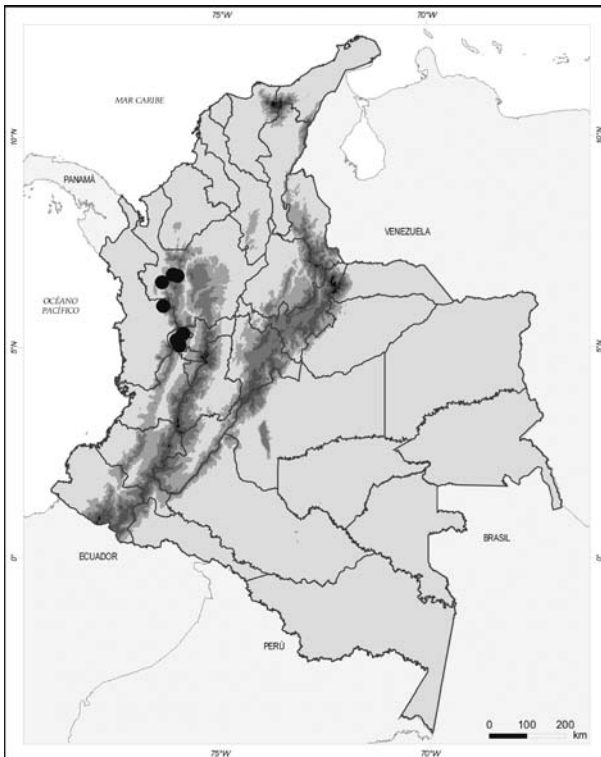 75°W
70°W
MAR CARIBE
10°N
10°N
PANAMÁ
VENEZUELA
OCÉANO
PACÍFICO
5°N
5°N
BRASIL
ECUADOR
0°
0°
PERÚ
0 100 200
km
75°W
70°W